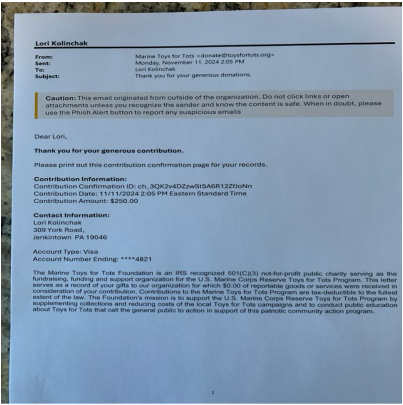 Lori Kolinchak
From: Marine Toys for Tots <donate@toysfortots.org>
Sent: Monday, November 11, 2024 2:05 PM
To: Lori Kolinchak
Subject: Thank you for your generous donations.
Caution: This email originated from outside of the organization. Do not click links or open
attachments unless you recognize the sender and know the content is safe. When in doubt, please
use the Phish Alert button to report any suspicious emails
Dear Lori,
Thank you for your generous contribution.
Please print out this contribution confirmation page for your records.
Contribution Information:
Contribution Confirmation ID: ch_3QK2v4DZzwStSA6R12ZtJoNn
Contribution Date: 11/11/2024 2:05 PM Eastern Standard Time
Contribution Amount: $250.00
Contact Information:
Lori Kolinchak
309 York Road,
Jenkintown PA 19046
Account Type: Visa
Account Number Ending: ****4821
The Marine Toys for Tots Foundation is an IRS recognized 501(C)(3) not-for-profit public charity serving as the
fundraising, funding and support organization for the U.S. Marine Corps Reserve Toys for Tots Program. This letter
serves as a record of your gifts to our organization for which $0.00 of reportable goods or services were received in
consideration of your contribution. Contributions to the Marine Toys for Tots Program are tax-deductible to the fullest
extent of the law. The Foundation's mission is to support the U.S. Marine Corps Reserve Toys for Tots Program by
supplementing collections and reducing costs of the local Toys for Tots campaigns and to conduct public education
about Toys for Tots that call the general public to action in support of this patriotic community action program.
1